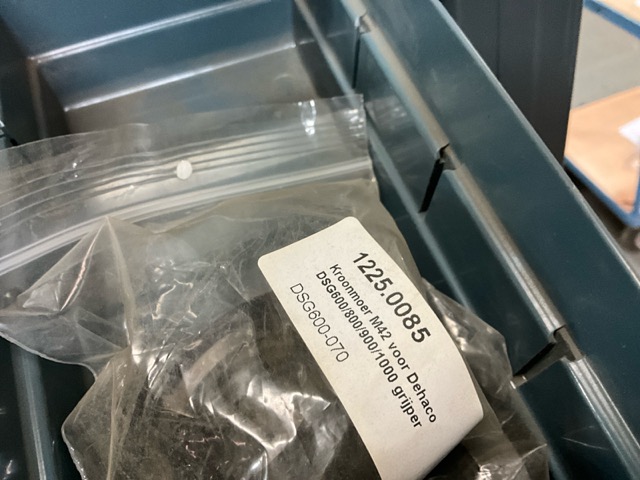 1225.0085
Kroonmoer M42 voor Dehaco
DSG600/800/900/1000 grijper
DSG600-070